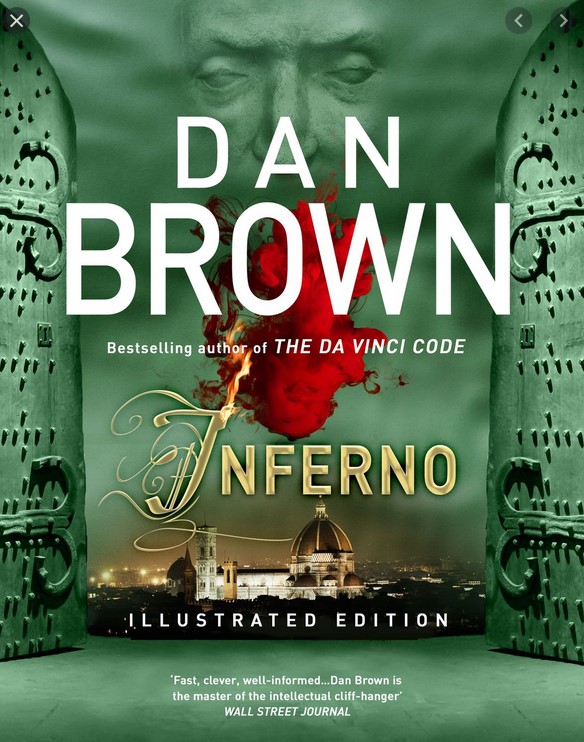 DAN
BROWN
Bestselling author of THE DA VINCI CODE
INFERNO
ILLUSTRATED EDITION
‘Fast, clever, well-informed...Dan Brown is
the master of the intellectual cliff-hanger’
WALL STREET JOURNAL